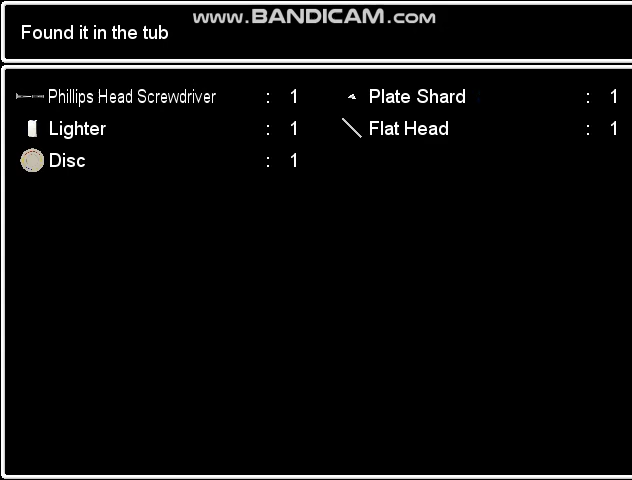 www.BANDICAM.com
Found it in the tub
Phillips Head Screwdriver : 1 Plate Shard : 1
Lighter : 1 Flat Head : 1
Disc : 1